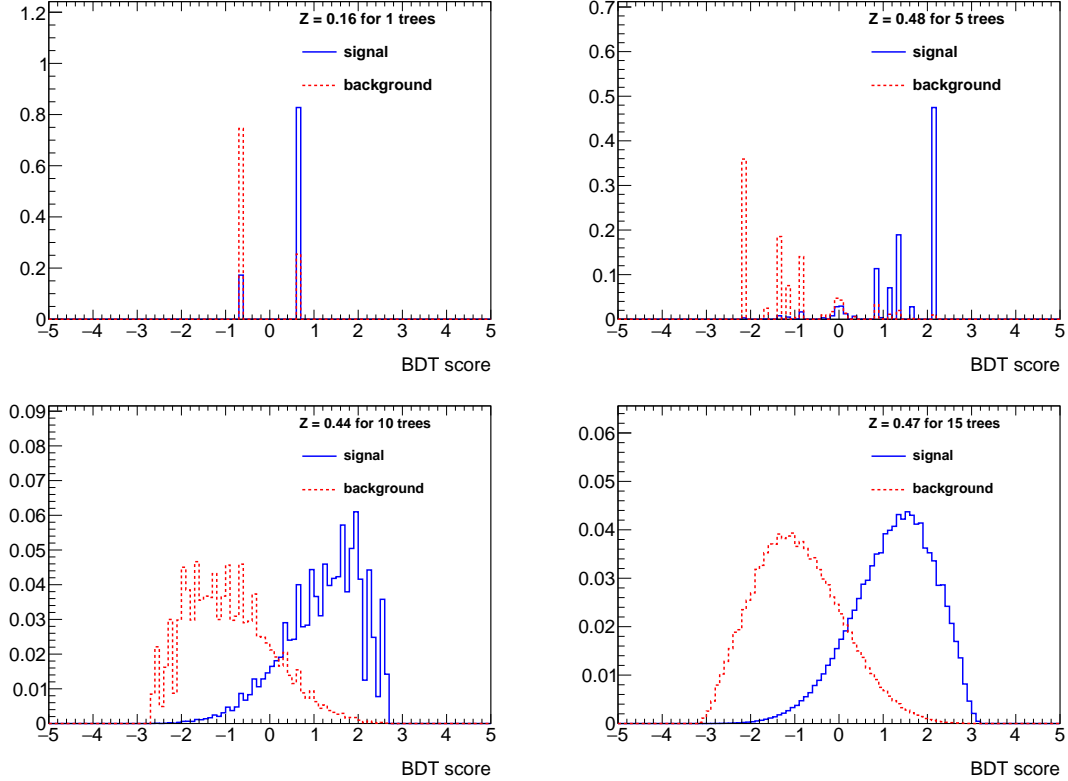 Z = 0.16 for 1 trees
signal
background
1.2
1
0.8
0.6
0.4
0.2
0
−5 −4 −3 −2 −1 0 1 2 3 4 5
BDT score
Z = 0.48 for 5 trees
signal
background
0.7
0.6
0.5
0.4
0.3
0.2
0.1
0
−5 −4 −3 −2 −1 0 1 2 3 4 5
BDT score
Z = 0.44 for 10 trees
signal
background
0.09
0.08
0.07
0.06
0.05
0.04
0.03
0.02
0.01
0
−5 −4 −3 −2 −1 0 1 2 3 4 5
BDT score
Z = 0.47 for 15 trees
signal
background
0.06
0.05
0.04
0.03
0.02
0.01
0
−5 −4 −3 −2 −1 0 1 2 3 4 5
BDT score